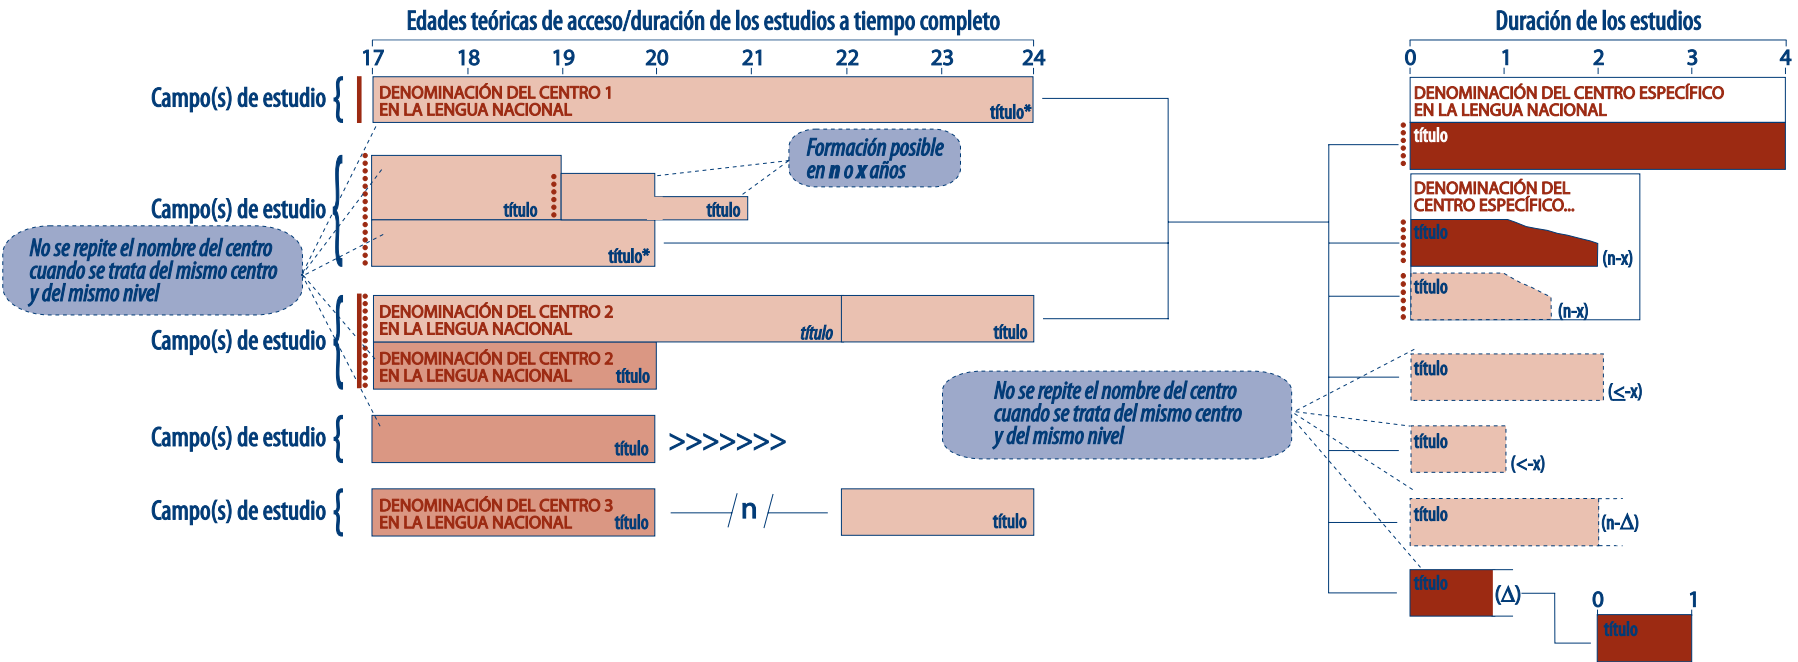 Edades teóricas de acceso/duración de los estudios a tiempo completo
17 18 19 20 21 22 23 24
Campo(s) de estudio
DENOMINACIÓN DEL CENTRO 1
EN LA LENGUA NACIONAL
título*
Formación posible
en n o x años
Campo(s) de estudio
título
título
título*
No se repite el nombre del centro
cuando se trata del mismo centro
y del mismo nivel
Campo(s) de estudio
DENOMINACIÓN DEL CENTRO 2
EN LA LENGUA NACIONAL
título
título
DENOMINACIÓN DEL CENTRO 2
EN LA LENGUA NACIONAL
título
Campo(s) de estudio
título
>>>>>>>
Campo(s) de estudio
DENOMINACIÓN DEL CENTRO 3
EN LA LENGUA NACIONAL
título
/n/
título
Duración de los estudios
0 1 2 3 4
DENOMINACIÓN DEL CENTRO ESPECÍFICO
EN LA LENGUA NACIONAL
título
DENOMINACIÓN DEL
CENTRO ESPECÍFICO...
título
(n-x)
título
(n-x)
No se repite el nombre del centro
cuando se trata del mismo centro
y del mismo nivel
título
(≤-x)
título
(<-x)
título
(n-Δ)
título
(Δ)
0 1
título